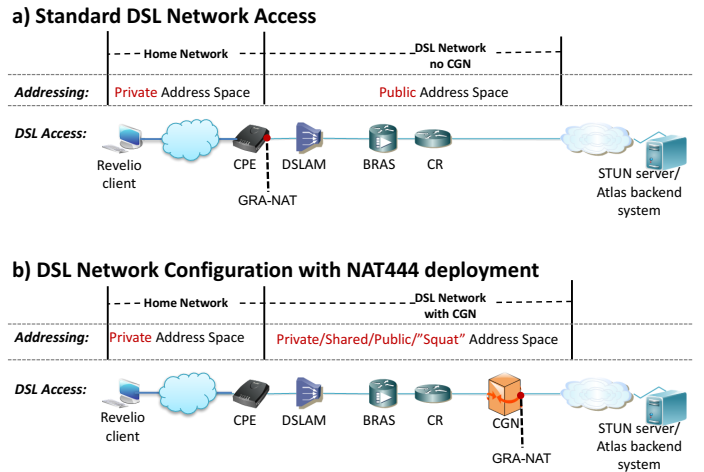 a) Standard DSL Network Access
Home Network
DSL Network
no CGN
Addressing: Private Address Space Public Address Space
DSL Access:
Revelio
client
CPE DSLAM BRAS CR
GRA-NAT
STUN server/
Atlas backend
system
b) DSL Network Configuration with NAT444 deployment
Home Network
DSL Network
with CGN
Addressing: Private Address Space Private/Shared/Public/”Squat” Address Space
DSL Access:
Revelio
client
CPE DSLAM BRAS CR CGN
GRA-NAT
STUN server/
Atlas backend
system